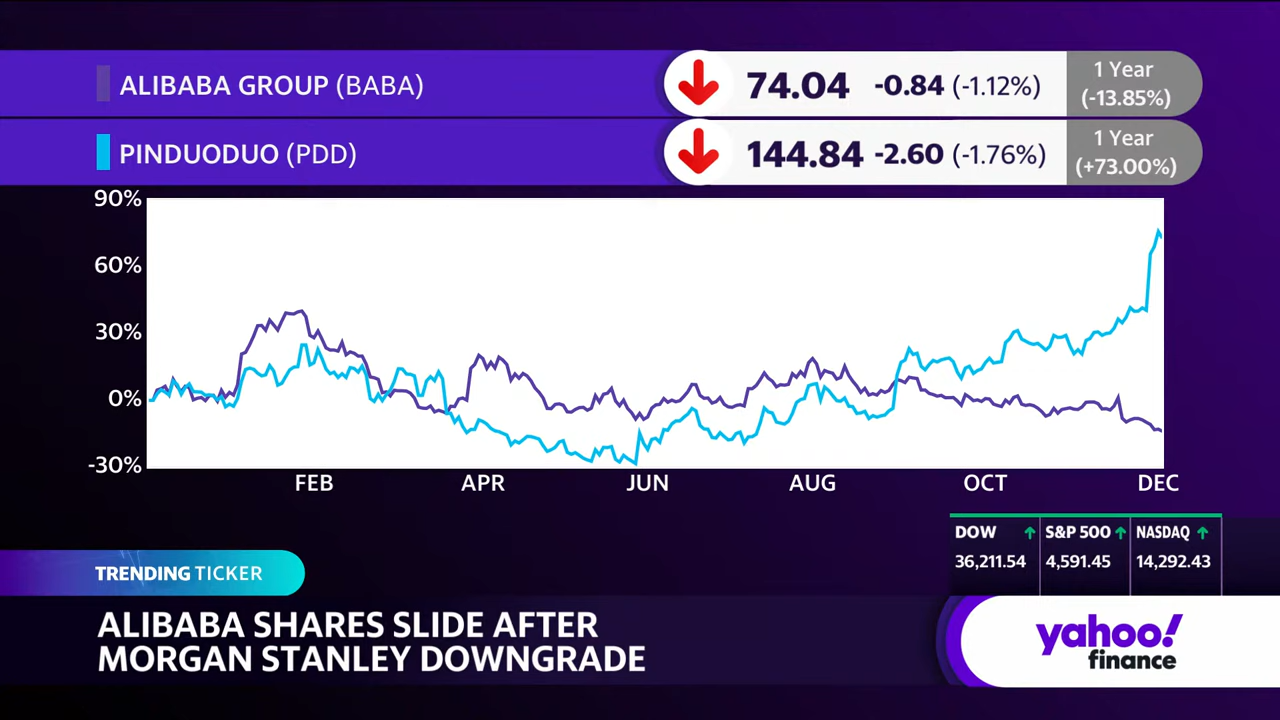 ALIBABA GROUP (BABA) 74.04 -0.84 (-1.12%) 1 Year (-13.85%)
PINDUODUO (PDD) 144.84 -2.60 (-1.76%) 1 Year (+73.00%)
90%
60%
30%
0%
-30%
FEB APR JUN AUG OCT DEC
DOW S&P 500 NASDAQ
36,211.54 4,591.45 14,292.43
TRENDING TICKER
ALIBABA SHARES SLIDE AFTER
MORGAN STANLEY DOWNGRADE
yahoo!
finance